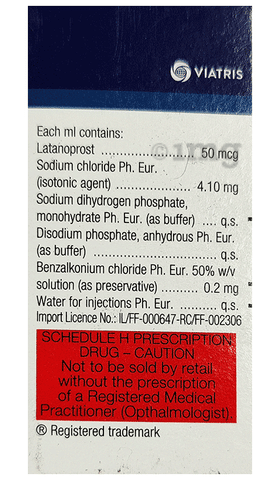 VIATRIS
Each ml contains:
Latanoprost .......................... 50 mcg
Sodium chloride Ph. Eur.
(isotonic agent) ..................... 4.10 mg
Sodium dihydrogen phosphate,
monohydrate Ph. Eur. (as buffer) .... q.s.
Disodium phosphate, anhydrous Ph. Eur.
(as buffer) ............................... q.s.
Benzalkonium chloride Ph. Eur. 50% w/v
solution (as preservative) .......... 0.2 mg
Water for injections Ph. Eur. .......... q.s.
Import Licence No.: IL/FF-000647-RC/FF-002306
SCHEDULE H PRESCRIPTION
DRUG – CAUTION
Not to be sold by retail
without the prescription
of a Registered Medical
Practitioner (Opthalmologist).
® Registered trademark